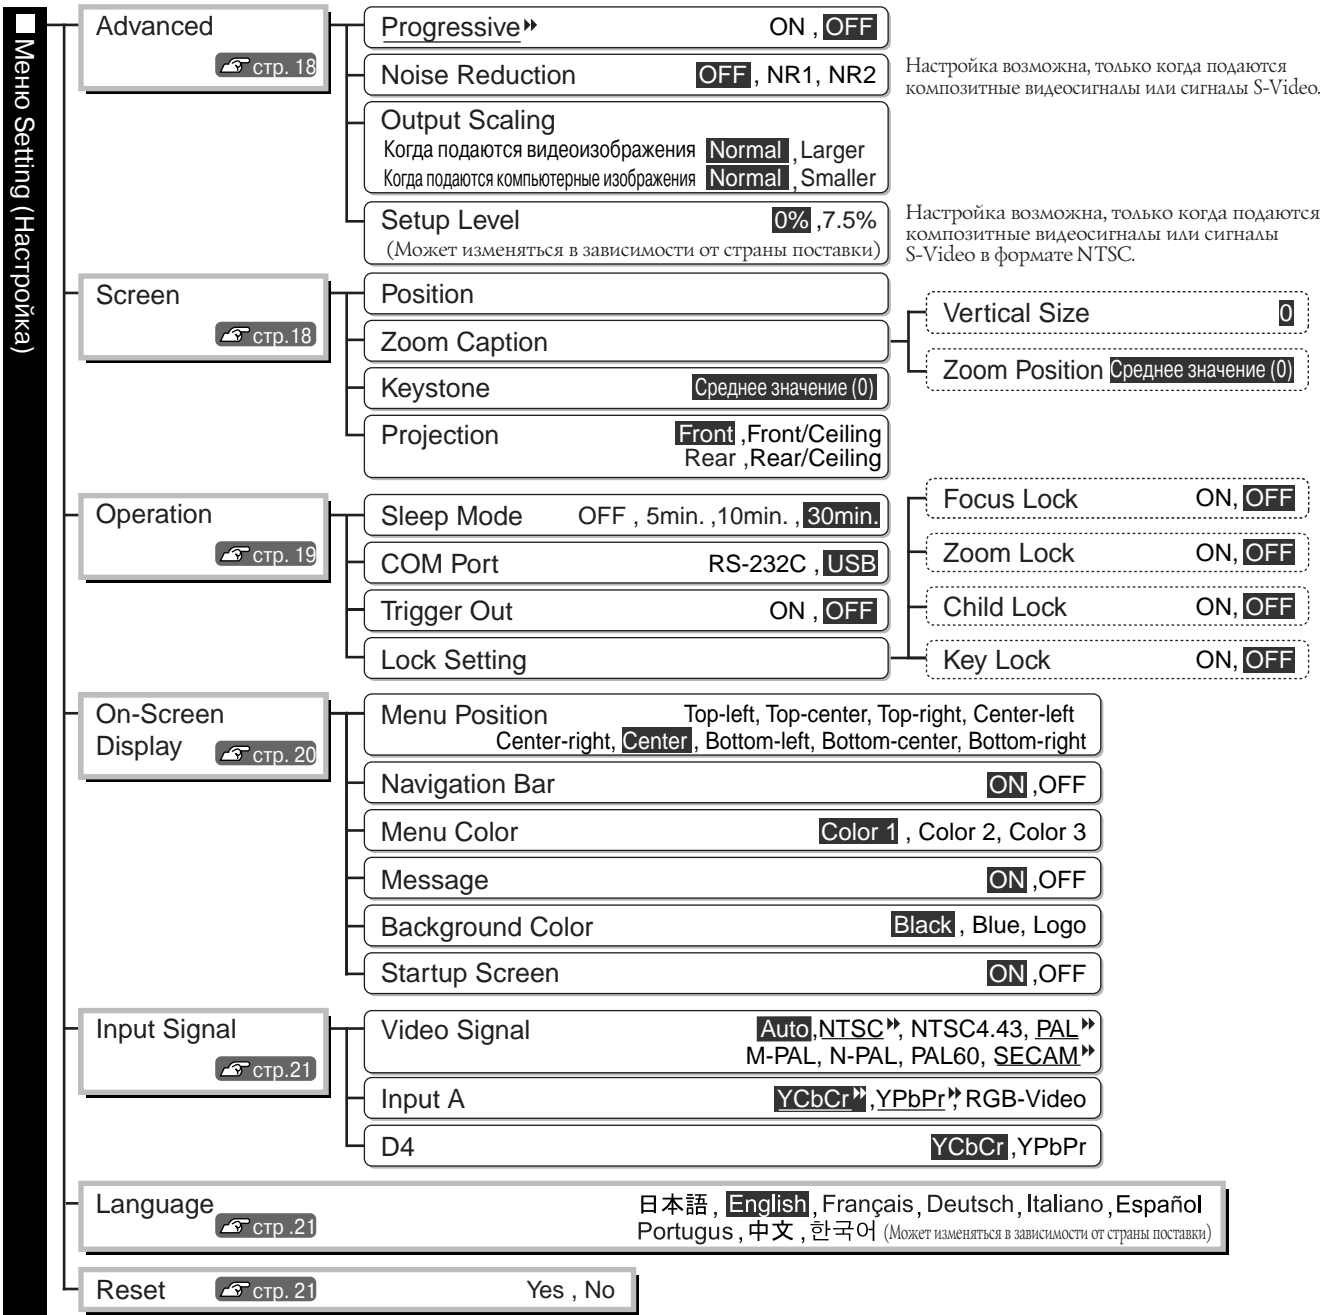 ■ Меню Setting (Настройка)
Advanced
стр. 18
Progressive
ON , OFF
Noise Reduction
OFF , NR1, NR2
Настройка возможна, только когда подаются
композитные видеосигналы или сигналы S-Video.
Output Scaling
Когда подаются видеоизображения Normal , Larger
Когда подаются компьютерные изображения Normal , Smaller
Setup Level
0% ,7.5%
(Может изменяться в зависимости от страны поставки)
Настройка возможна, только когда подаются
композитные видеосигналы или сигналы
S-Video в формате NTSC.
Screen
стр.18
Position
Zoom Caption
Vertical Size
0
Zoom Position Среднее значение (0)
Keystone
Среднее значение (0)
Projection
Front ,Front/Ceiling
Rear ,Rear/Ceiling
Operation
стр. 19
Sleep Mode
OFF , 5min. ,10min. , 30min.
COM Port
RS-232C , USB
Trigger Out
ON , OFF
Lock Setting
Focus Lock
ON, OFF
Zoom Lock
ON, OFF
Child Lock
ON, OFF
Key Lock
ON, OFF
On-Screen
Display
стр. 20
Menu Position
Top-left, Top-center, Top-right, Center-left
Center-right, Center , Bottom-left, Bottom-center, Bottom-right
Navigation Bar
ON ,OFF
Menu Color
Color 1 , Color 2, Color 3
Message
ON ,OFF
Background Color
Black , Blue, Logo
Startup Screen
ON ,OFF
Input Signal
стр.21
Video Signal
Auto ,NTSC , NTSC4.43, PAL
M-PAL, N-PAL, PAL60, SECAM
Input A
YCbCr ,YPbPr , RGB-Video
D4
YCbCr ,YPbPr
Language
стр .21
日本語 , English , Français , Deutsch , Italiano , Español
Portugus , 中文 , 한국어 (Может изменяться в зависимости от страны поставки)
Reset
стр. 21
Yes , No